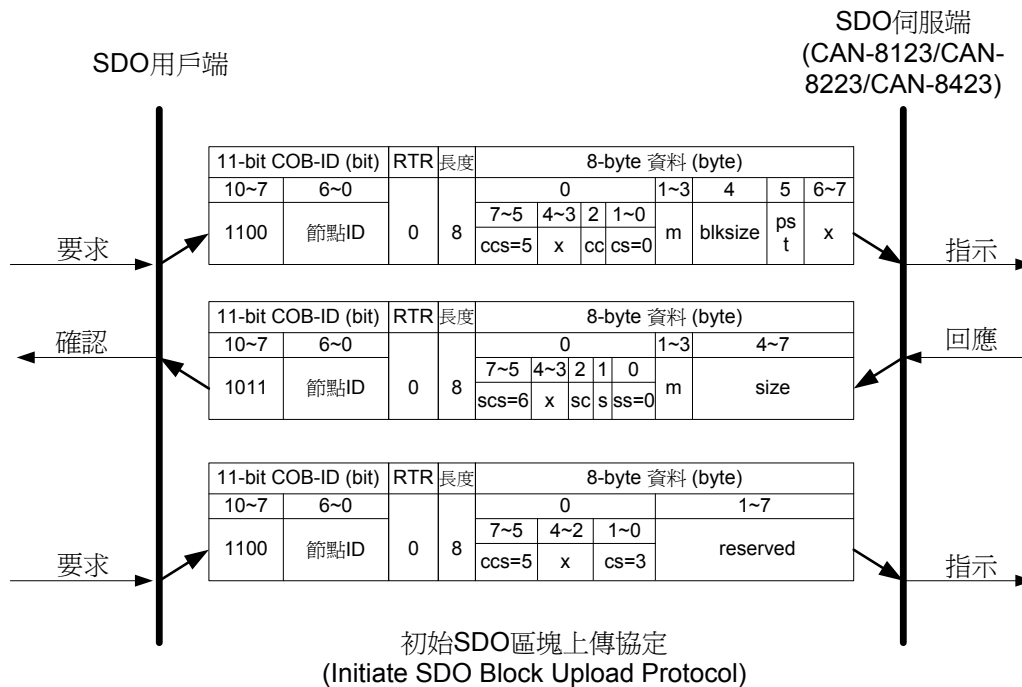 SDO用戶端
SDO伺服端
(CAN-8123/CAN-
8223/CAN-8423)
11-bit COB-ID (bit) RTR 長度 8-byte 資料 (byte)
10~7 6~0 0 1~3 4 5 6~7
7~5 4~3 2 1~0
1100 節點ID 0 8 ccs=5 x cc cs=0 m blksize ps t x
要求 指示
11-bit COB-ID (bit) RTR 長度 8-byte 資料 (byte)
10~7 6~0 0 1~3 4~7
7~5 4~3 2 1 0
1011 節點ID 0 8 scs=6 x sc s ss=0 m size
確認 回應
11-bit COB-ID (bit) RTR 長度 8-byte 資料 (byte)
10~7 6~0 0 1~7
7~5 4~2 1~0
1100 節點ID 0 8 ccs=5 x cs=3 reserved
要求 指示
初始SDO區塊上傳協定
(Initiate SDO Block Upload Protocol)